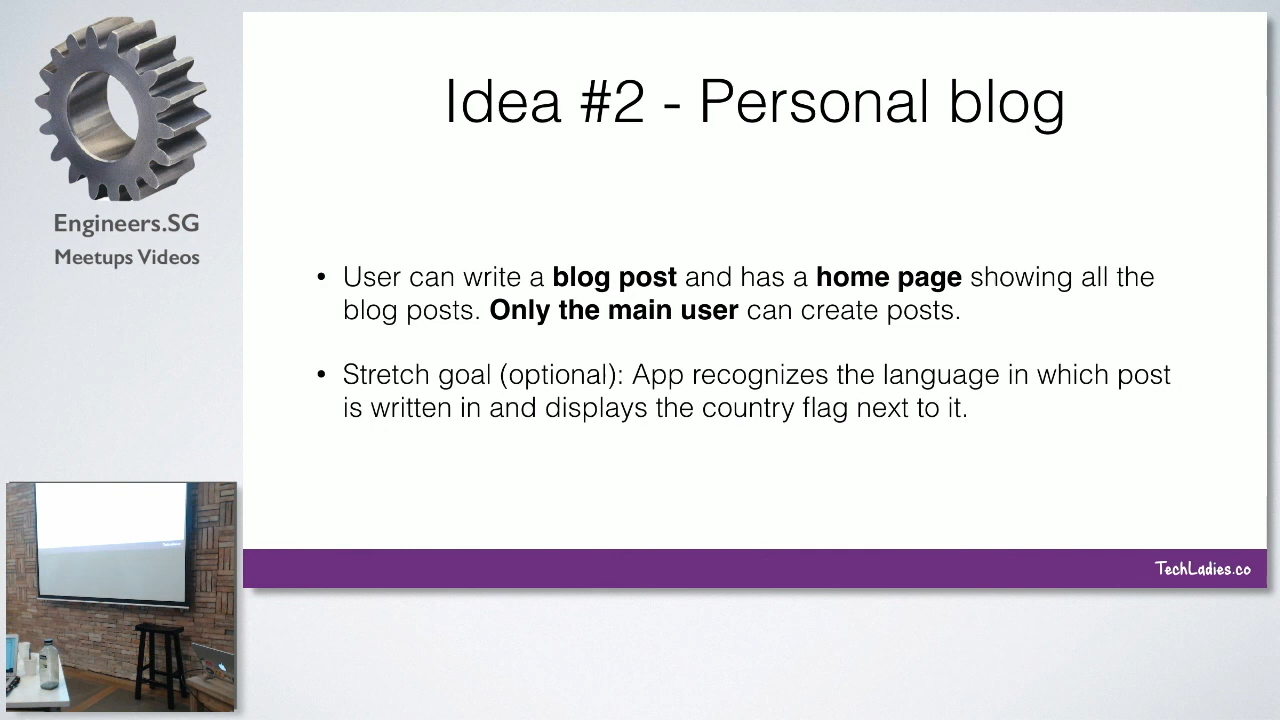 Engineers.SG
Meetups Videos
Idea #2 - Personal blog
• User can write a blog post and has a home page showing all the
blog posts. Only the main user can create posts.
• Stretch goal (optional): App recognizes the language in which post
is written in and displays the country flag next to it.
TechLadies.co